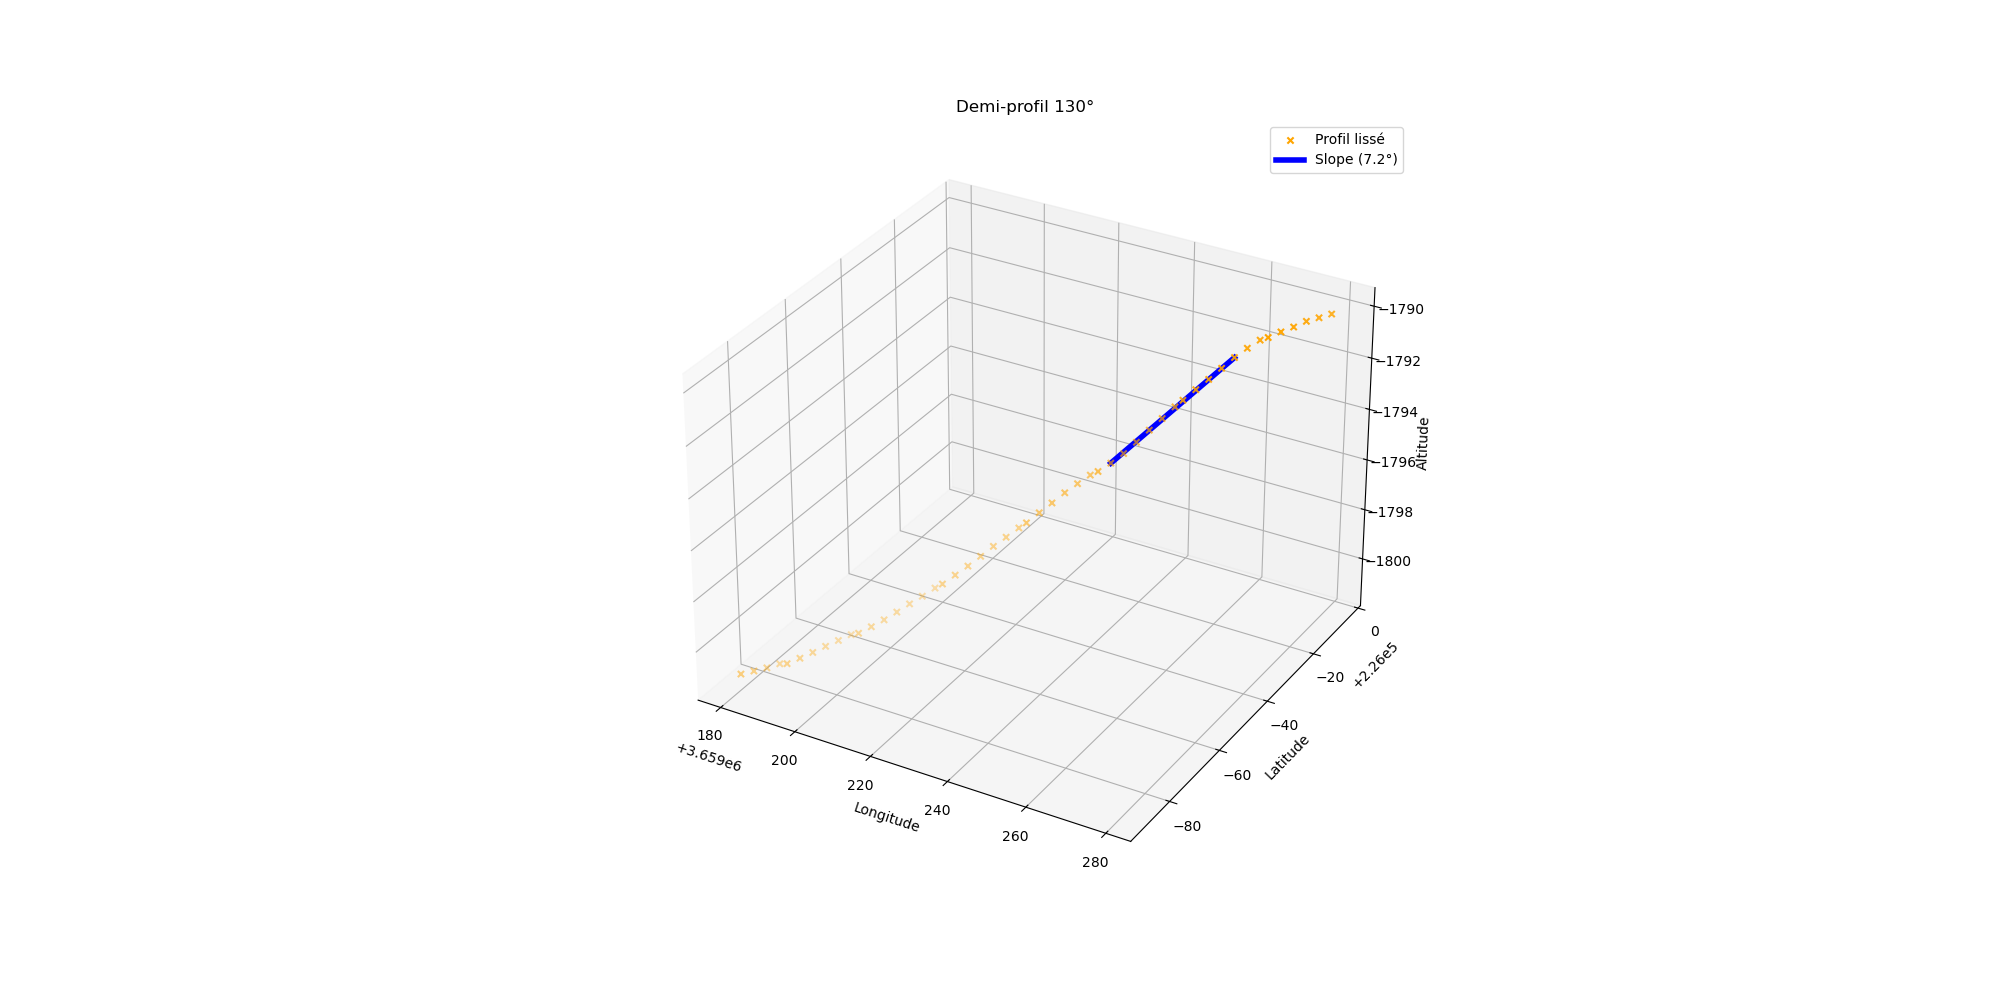 Demi-profil 130°
Profil lissé
Slope (7.2°)
−1790
−1792
−1794
−1796
−1798
−1800
Altitude
0
−20
−40
−60
−80
+2.26e5
Latitude
180
200
220
240
260
280
+3.659e6
Longitude